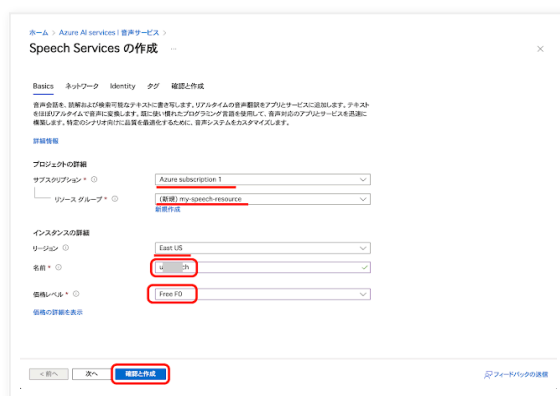 ホーム > Azure AI services | 音声サービス >
Speech Services の作成 ...
Basics ネットワーク Identity タグ 確認と作成
音声会話を、読解および検索可能なテキストに書き写します。リアルタイムの音声翻訳をアプリとサービスに追加します。テキスト
をほぼリアルタイムで音声に変換します。既に使い慣れたプログラミング言語を使用して、音声対応のアプリとサービスを迅速に
構築します。特定のシナリオ向けに品質を最適化するために、音声システムをカスタマイズします。
詳細情報
プロジェクトの詳細
サブスクリプション * Azure subscription 1
リソース グループ * (新規) my-speech-resource
新規作成
インスタンスの詳細
リージョン East US
名前 * u ch
価格レベル * Free F0
価格の詳細を表示
< 前へ 次へ 確認と作成 フィードバックの送信